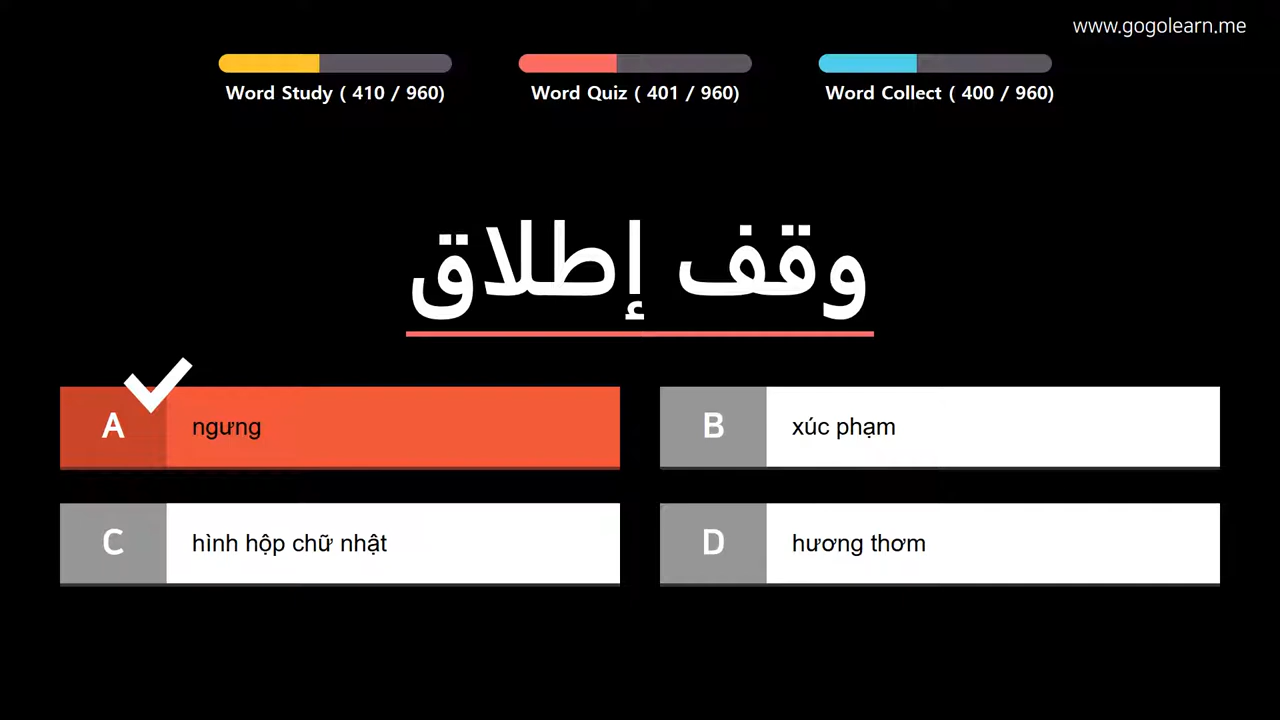 www.gogolearn.me
Word Study ( 410 / 960)
Word Quiz ( 401 / 960)
Word Collect ( 400 / 960)
وقف إطلاق
A ngưng
B xúc phạm
C hình hộp chữ nhật
D hương thơm